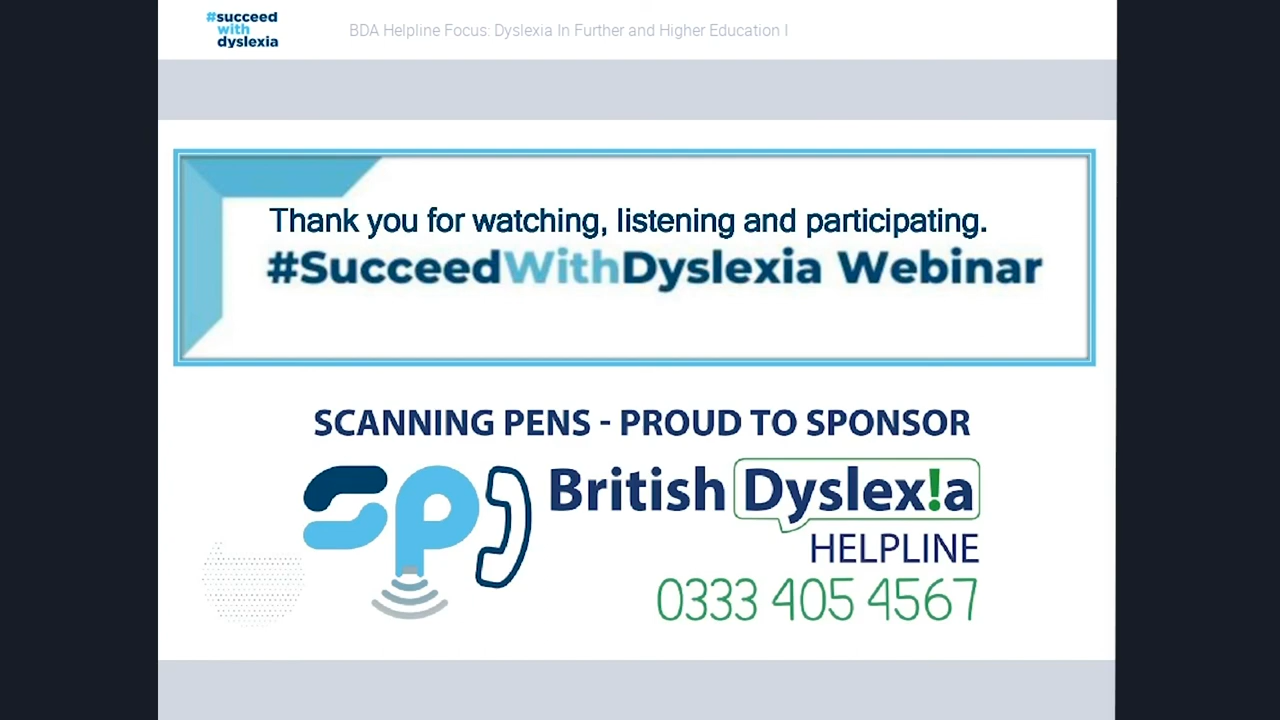 #succeed
with
dyslexia
BDA Helpline Focus: Dyslexia In Further and Higher Education I
Thank you for watching, listening and participating.
#SucceedWithDyslexia Webinar
SCANNING PENS - PROUD TO SPONSOR
sp
British Dyslex!a
HELPLINE
0333 405 4567